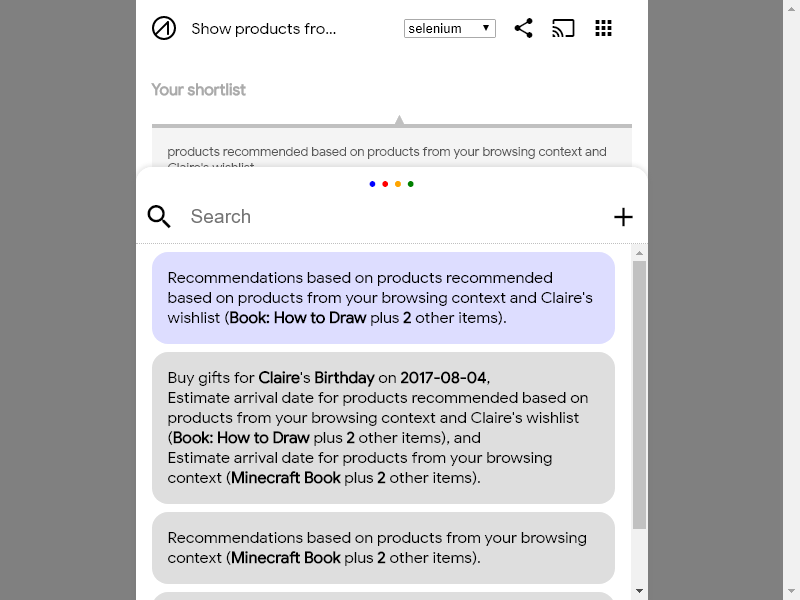 Show products fro...
selenium
Your shortlist
products recommended based on products from your browsing context and
Claire's wishlist
Search
Recommendations based on products recommended
based on products from your browsing context and Claire's
wishlist (Book: How to Draw plus 2 other items).
Buy gifts for Claire's Birthday on 2017-08-04,
Estimate arrival date for products recommended based on
products from your browsing context and Claire's wishlist
(Book: How to Draw plus 2 other items), and
Estimate arrival date for products from your browsing
context (Minecraft Book plus 2 other items).
Recommendations based on products from your browsing
context (Minecraft Book plus 2 other items).